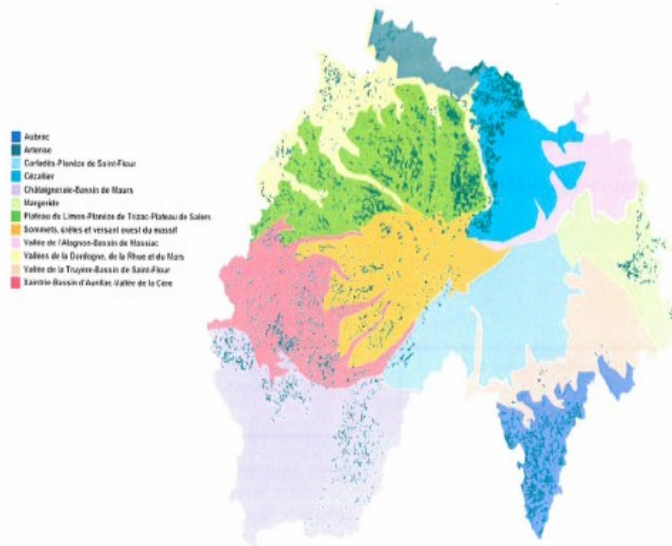 Aubrac
Artense
Carladès-Planèze de Saint-Flour
Cézallier
Châtaigneraie-Bassin de Maurs
Margeride
Plateau du Limon-Planèze de Trizac-Plateau de Salers
Sommets, crêtes et versant ouest du massif
Vallée de l'Alagnon-Bassin de Massiac
Vallées de la Dordogne, de la Rhue et du Mars
Vallée de la Truyère-Bassin de Saint-Flour
Xaintrie-Bassin d'Aurillac-Vallée de la Cère